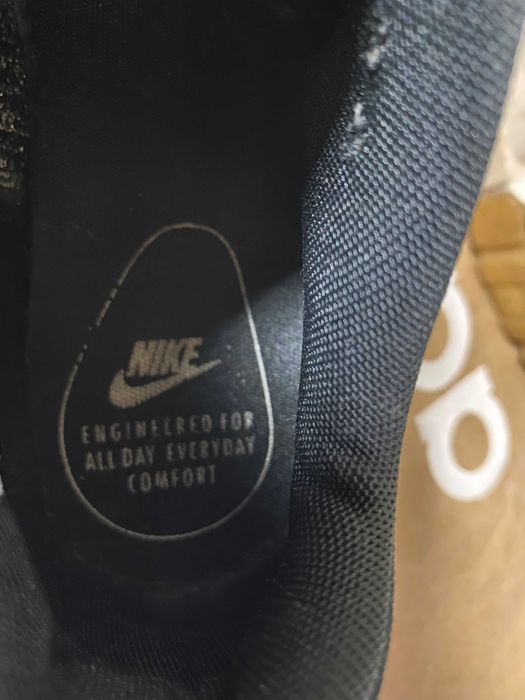 NIKE
ENGINEERED FOR
ALL DAY EVERYDAY
COMFORT